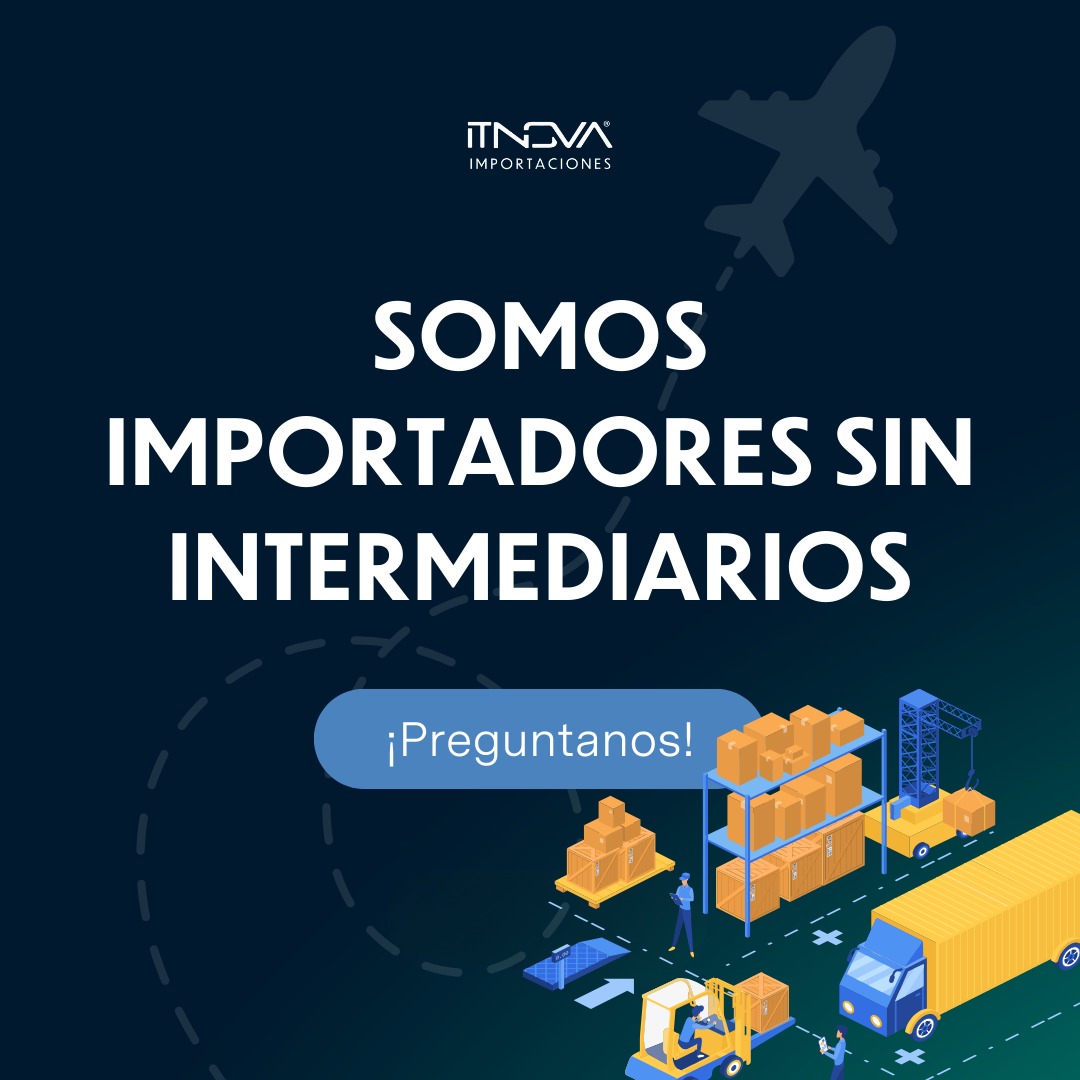 ITNOVA®
IMPORTACIONES
SOMOS
IMPORTADORES SIN
INTERMEDIARIOS
¡Preguntanos!